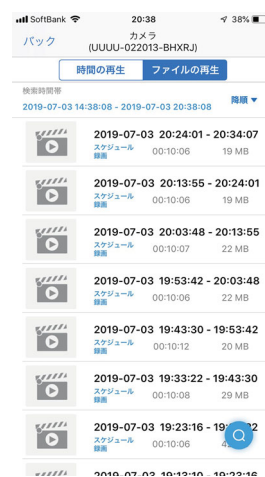 SoftBank 20:38 38%
バック カメラ
(UUUU-022013-BHXRJ)
時間の再生 ファイルの再生
検索時間帯
2019-07-03 14:38:08 - 2019-07-03 20:38:08 降順 ▼
2019-07-03 20:24:01 - 20:34:07
スケジュール
録画 00:10:06 19 MB
2019-07-03 20:13:55 - 20:24:01
スケジュール
録画 00:10:06 19 MB
2019-07-03 20:03:48 - 20:13:55
スケジュール
録画 00:10:07 22 MB
2019-07-03 19:53:42 - 20:03:48
スケジュール
録画 00:10:06 22 MB
2019-07-03 19:43:30 - 19:53:42
スケジュール
録画 00:10:12 20 MB
2019-07-03 19:33:22 - 19:43:30
スケジュール
録画 00:10:08 29 MB
2019-07-03 19:23:16 -
スケジュール
録画 00:10:06
2019-07-03 19:13:10 - 19:23:16